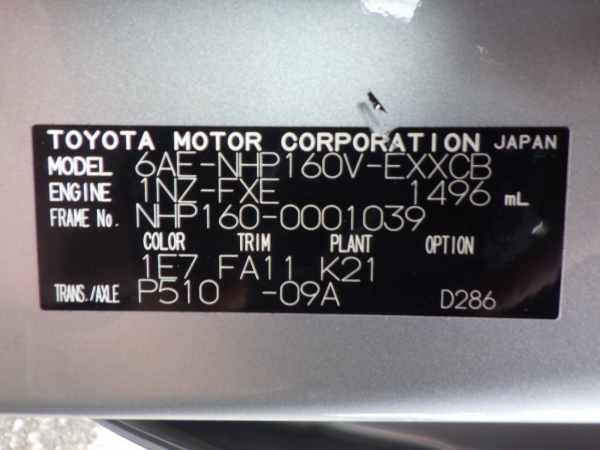 TOYOTA MOTOR CORPORATION JAPAN
MODEL 6AE-NHP160V-EXXCB
ENGINE 1NZ-FXE 1496 mL
FRAME No. NHP160-0001039
COLOR TRIM PLANT OPTION
1E7 FA11 K21
TRANS./AXLE P510 -09A D286